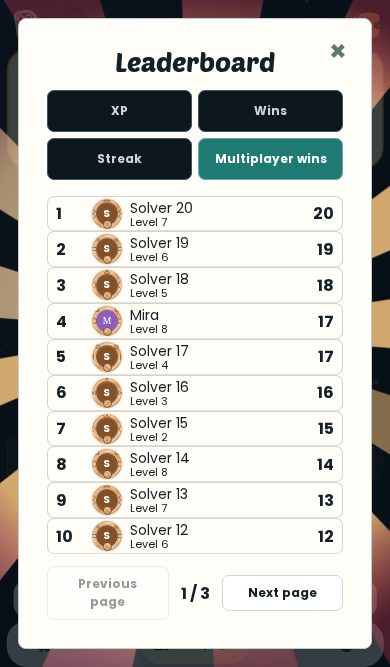 Leaderboard
✖
XP
Wins
Streak
Multiplayer wins
1 S Solver 20 20
Level 7
2 S Solver 19 19
Level 6
3 S Solver 18 18
Level 5
4 M Mira 17
Level 8
5 S Solver 17 17
Level 4
6 S Solver 16 16
Level 3
7 S Solver 15 15
Level 2
8 S Solver 14 14
Level 8
9 S Solver 13 13
Level 7
10 S Solver 12 12
Level 6
Previous
page
1 / 3
Next page